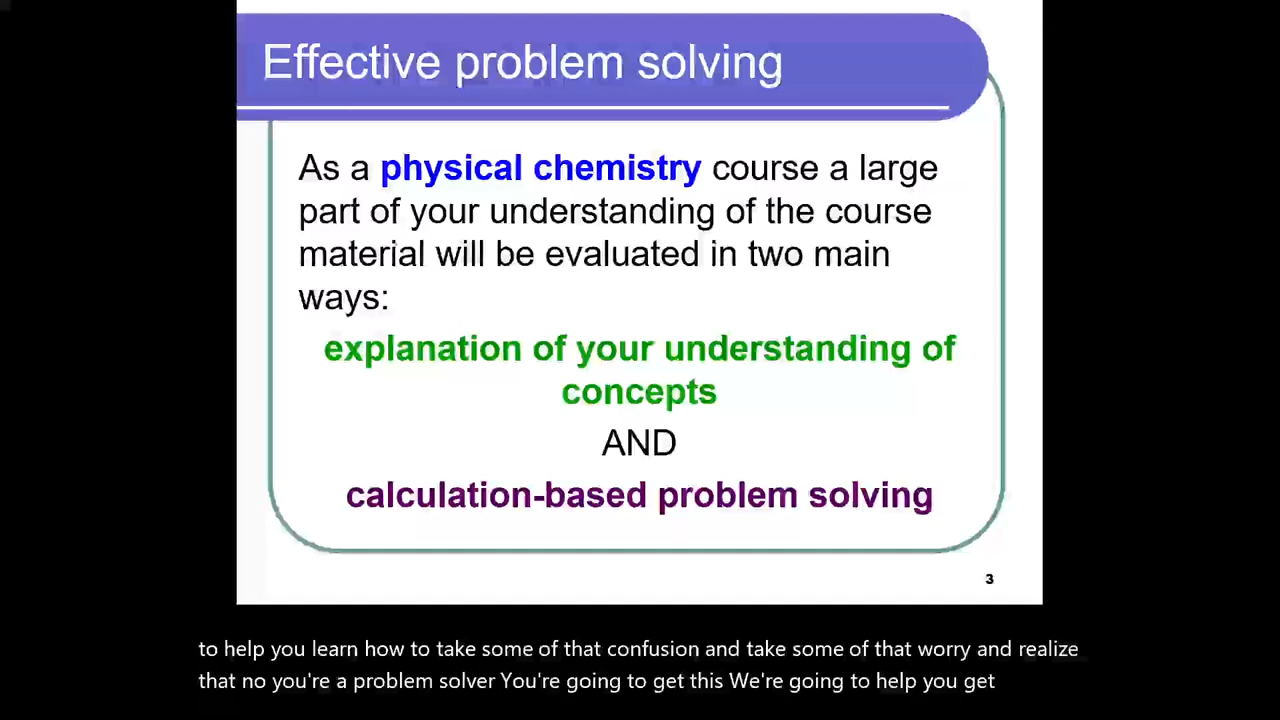 Effective problem solving
As a physical chemistry course a large
part of your understanding of the course
material will be evaluated in two main
ways:
explanation of your understanding of
concepts
AND
calculation-based problem solving
3
to help you learn how to take some of that confusion and take some of that worry and realize
that no you're a problem solver You're going to get this We're going to help you get